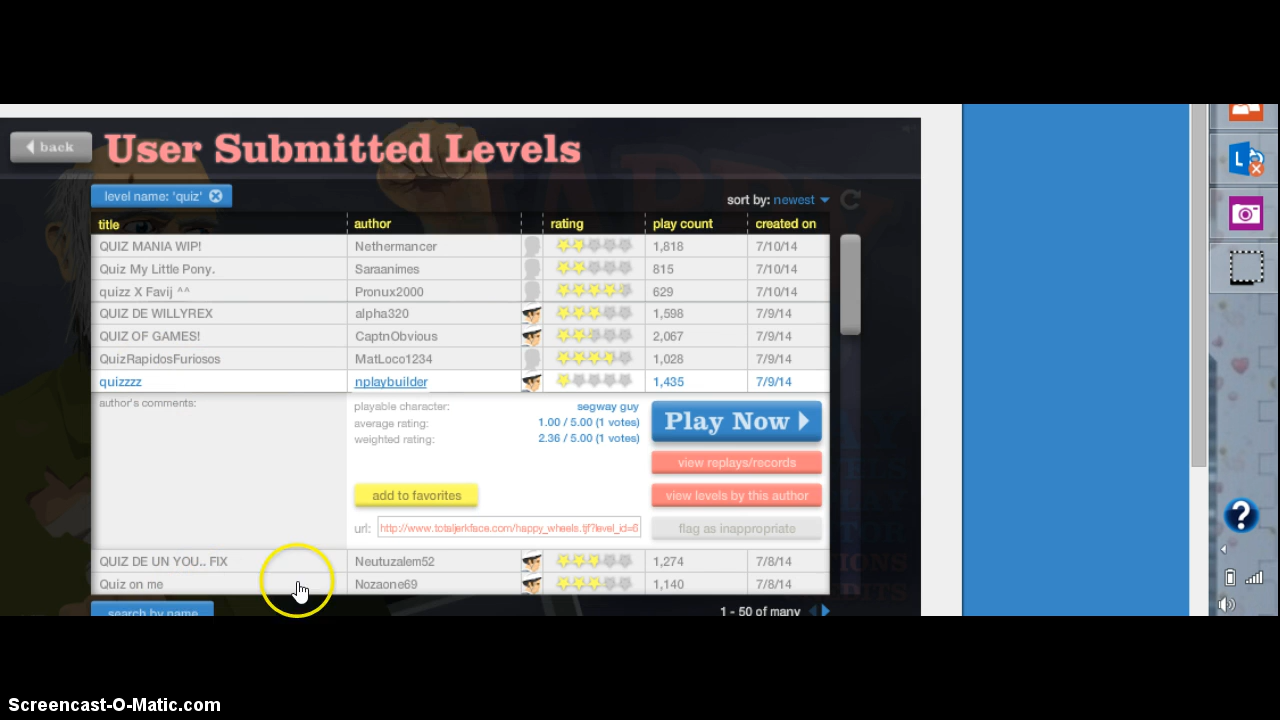 back
User Submitted Levels
level name: 'quiz'
sort by: newest
title author rating play count created on
QUIZ MANIA WIP! Nethermancer 1,818 7/10/14
Quiz My Little Pony. Saraanimes 815 7/10/14
quizz X Favij ^^ Pronux2000 629 7/10/14
QUIZ DE WILLYREX alpha320 1,598 7/9/14
QUIZ OF GAMES! CaptnObvious 2,067 7/9/14
QuizRapidosFuriosos MatLoco1234 1,028 7/9/14
quizzzz nplaybuilder 1,435 7/9/14
author's comments:
playable character: segway guy
average rating: 1.00 / 5.00 (1 votes)
weighted rating: 2.36 / 5.00 (1 votes)
Play Now
view replays/records
add to favorites
view levels by this author
url: http://www.totaljerkface.com/happy_wheels.tjf?level_id=6
flag as inappropriate
QUIZ DE UN YOU.. FIX Neutuzalem52 1,274 7/8/14
Quiz on me Nozaone69 1,140 7/8/14
search by name
1 - 50 of many
Screencast-O-Matic.com